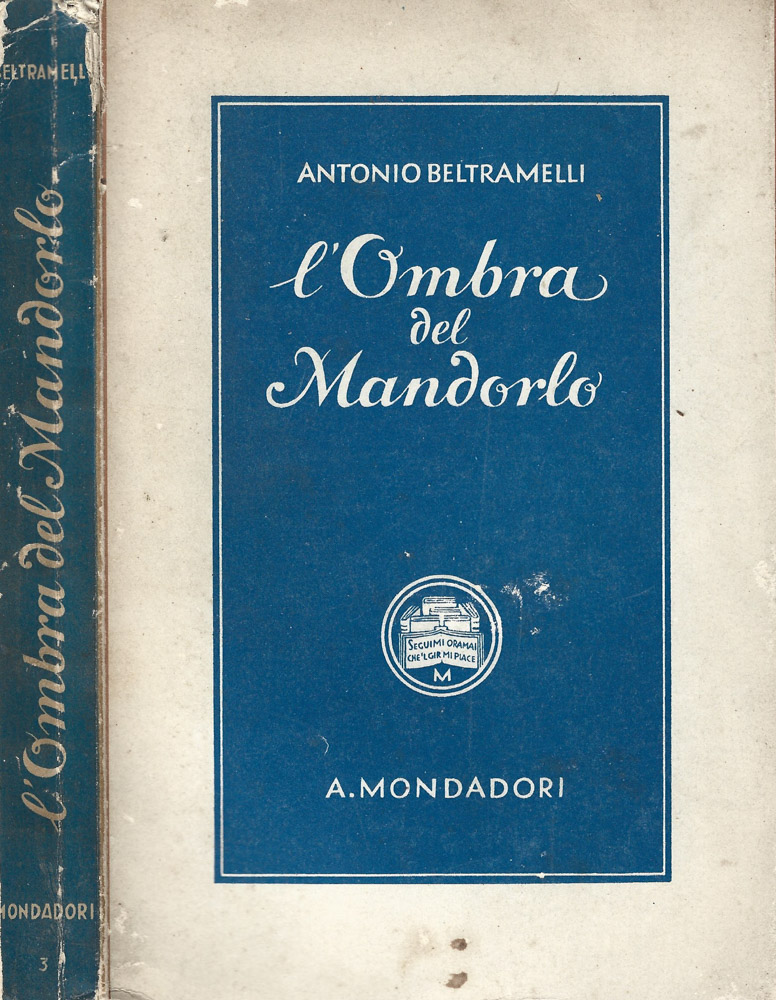 BELTRAMELLI
l'Ombra del Mandorlo
MONDADORI
3
ANTONIO BELTRAMELLI
l'Ombra
del
Mandorlo
SEGUIMI ORAMAI
CHE'L GIR MI PIACE
M
A. MONDADORI